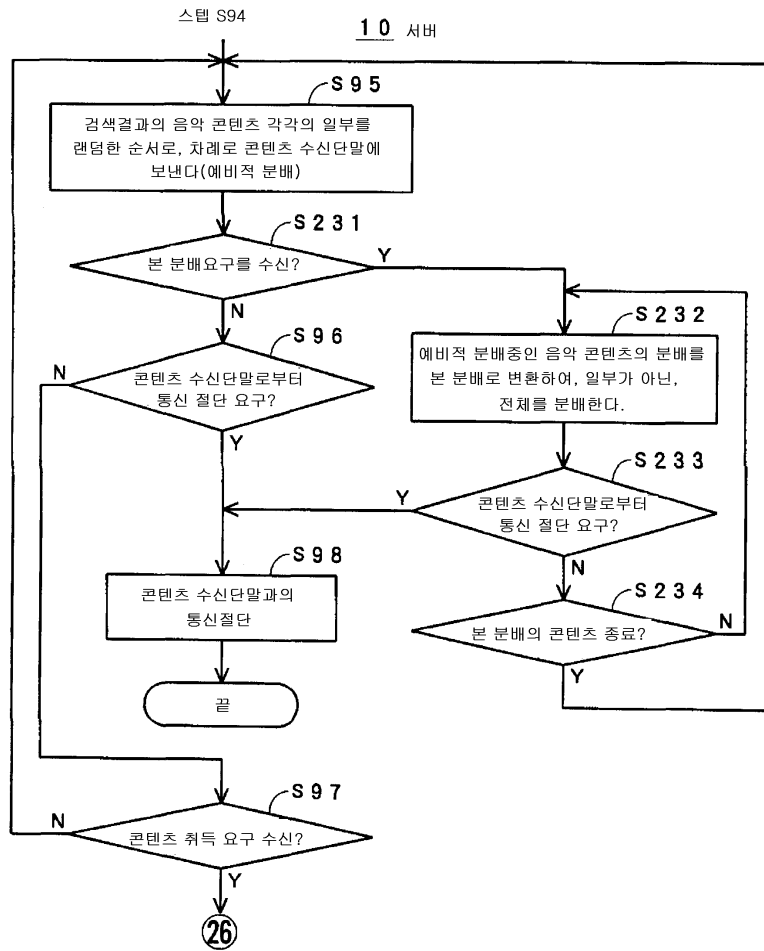 스텝 S94
10 서버
S95
검색결과의 음악 콘텐츠 각각의 일부를
랜덤한 순서로, 차례로 콘텐츠 수신단말에
보낸다(예비적 분배)
S231
본 분배요구를 수신?
Y
N
S232
예비적 분배중인 음악 콘텐츠의 분배를
본 분배로 변환하여, 일부가 아닌,
전체를 분배한다.
S96
N
콘텐츠 수신단말로부터
통신 절단 요구?
Y
S233
Y
콘텐츠 수신단말로부터
통신 절단 요구?
N
S98
콘텐츠 수신단말과의
통신절단
S234
본 분배의 콘텐츠 종료?
N
Y
끝
S97
N
콘텐츠 취득 요구 수신?
Y
26